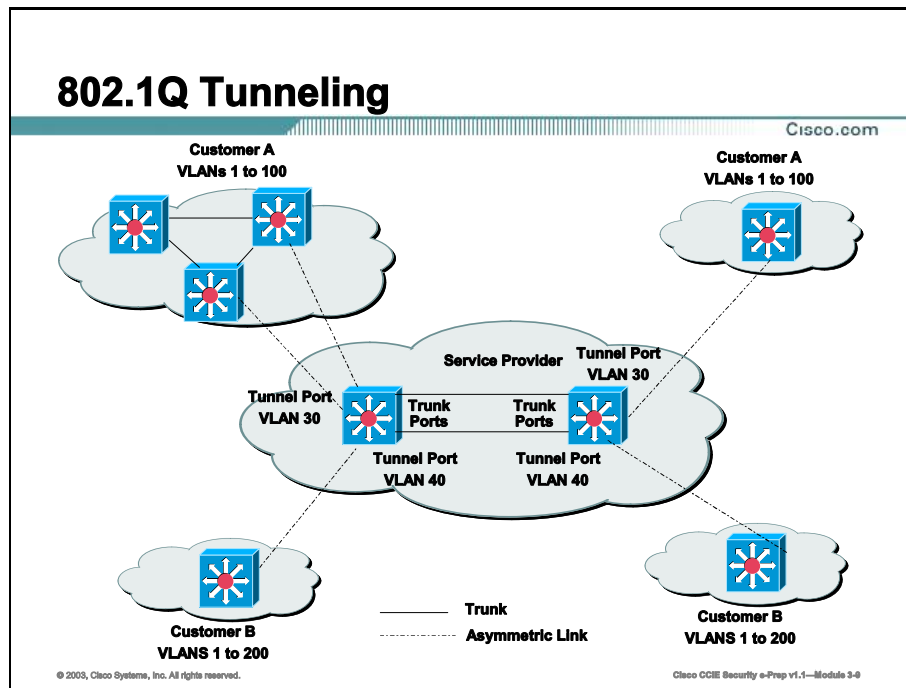 802.1Q Tunneling
Cisco.com
Customer A
VLANs 1 to 100
Customer A
VLANs 1 to 100
Service Provider
Tunnel Port
VLAN 30
Tunnel Port
VLAN 30
Trunk
Ports
Trunk
Ports
Tunnel Port
VLAN 40
Tunnel Port
VLAN 40
Customer B
VLANS 1 to 200
Trunk
Asymmetric Link
Customer B
VLANS 1 to 200
© 2003, Cisco Systems, Inc. All rights reserved.
Cisco CCIE Security e-Prep v1.1—Module 3-9